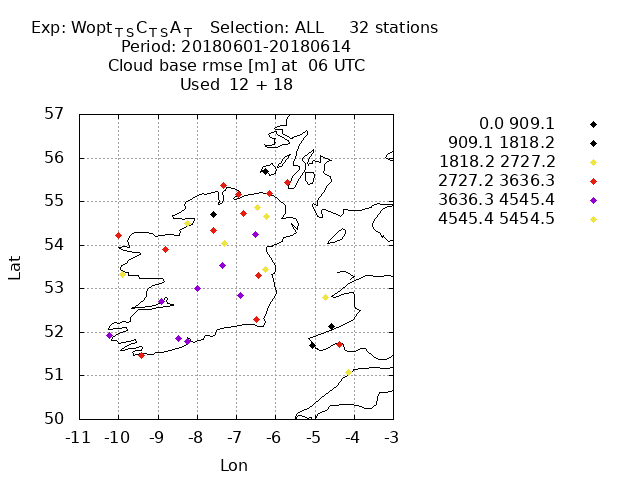 Exp: WoptTSCTSAT Selection: ALL 32 stations
Period: 20180601-20180614
Cloud base rmse [m] at 06 UTC
Used 12 + 18
0.0 909.1
909.1 1818.2
1818.2 2727.2
2727.2 3636.3
3636.3 4545.4
4545.4 5454.5
57
56
55
54
53
52
51
50
Lat
-11 -10 -9 -8 -7 -6 -5 -4 -3
Lon